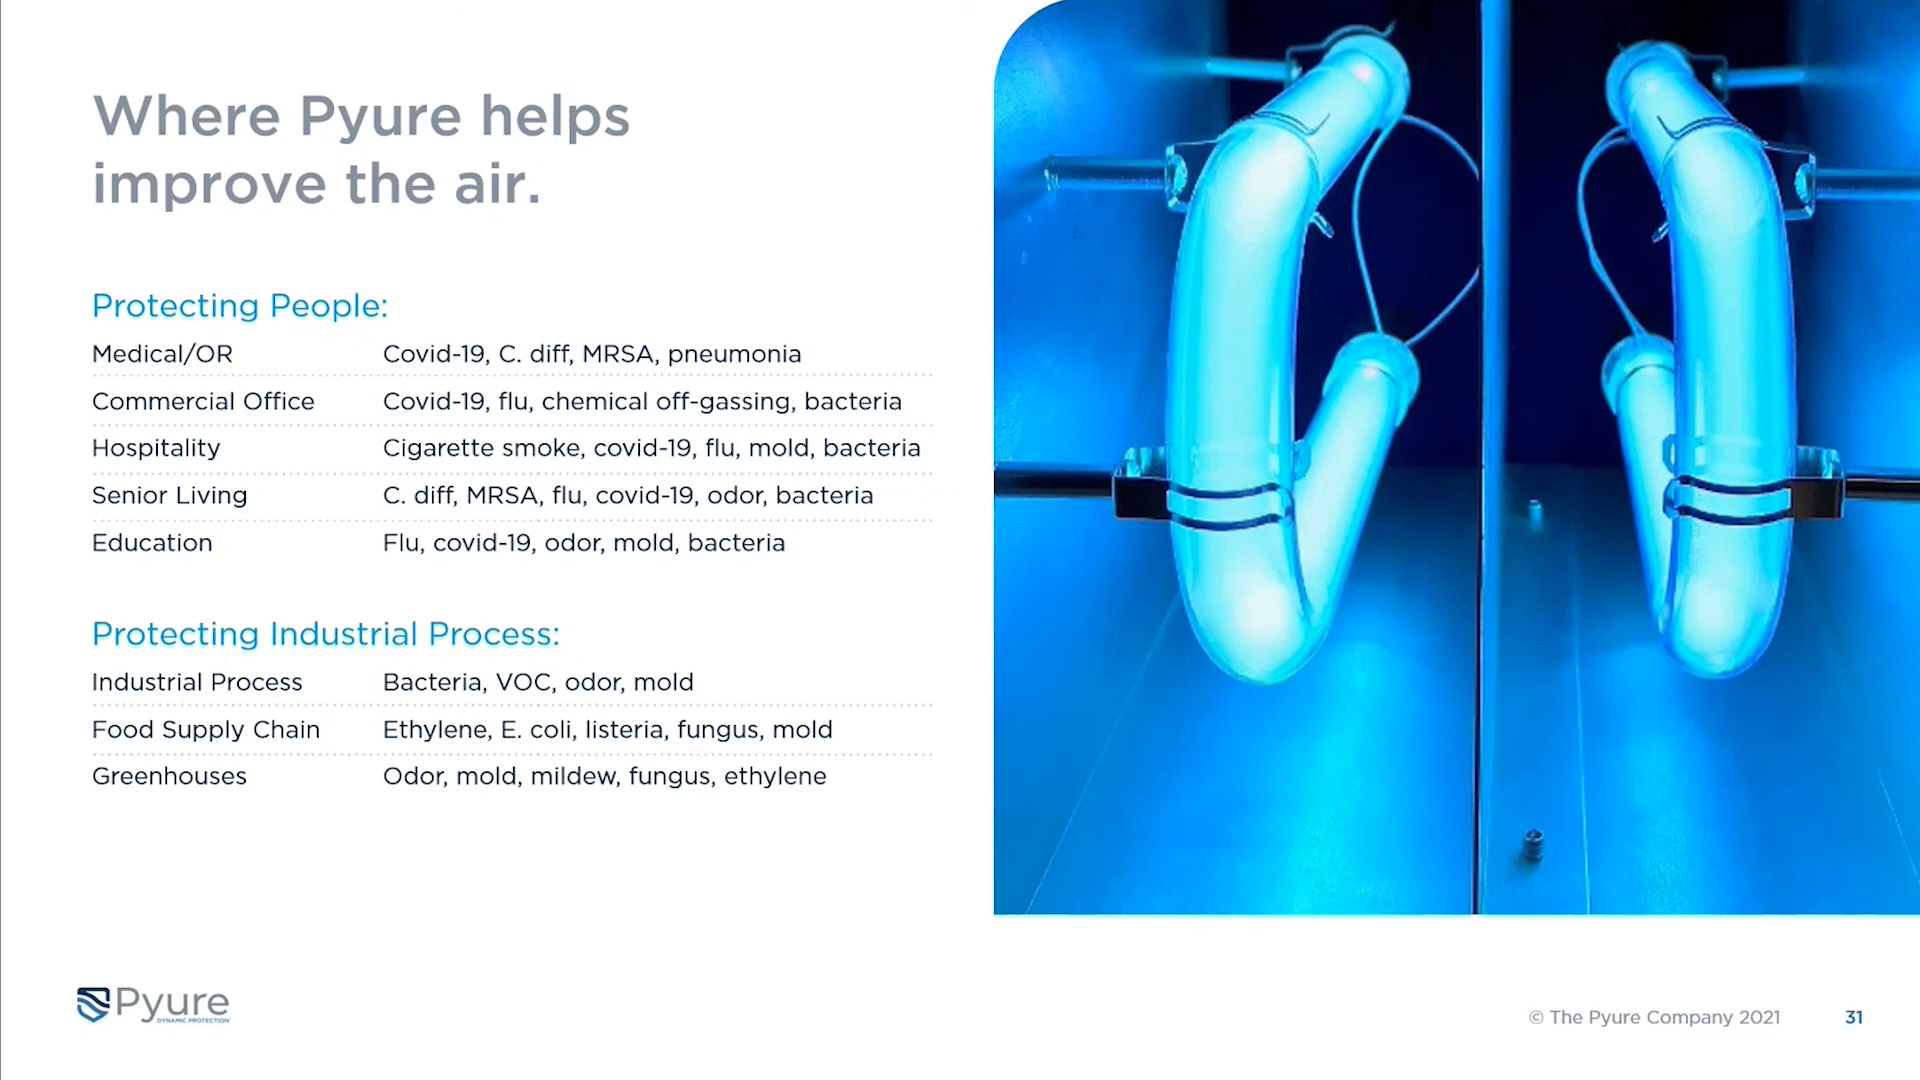 Where Pyure helps
improve the air.
Protecting People:
Medical/OR Covid-19, C. diff, MRSA, pneumonia
Commercial Office Covid-19, flu, chemical off-gassing, bacteria
Hospitality Cigarette smoke, covid-19, flu, mold, bacteria
Senior Living C. diff, MRSA, flu, covid-19, odor, bacteria
Education Flu, covid-19, odor, mold, bacteria
Protecting Industrial Process:
Industrial Process Bacteria, VOC, odor, mold
Food Supply Chain Ethylene, E. coli, listeria, fungus, mold
Greenhouses Odor, mold, mildew, fungus, ethylene
Pyure
DYNAMIC PROTECTION
© The Pyure Company 2021 31